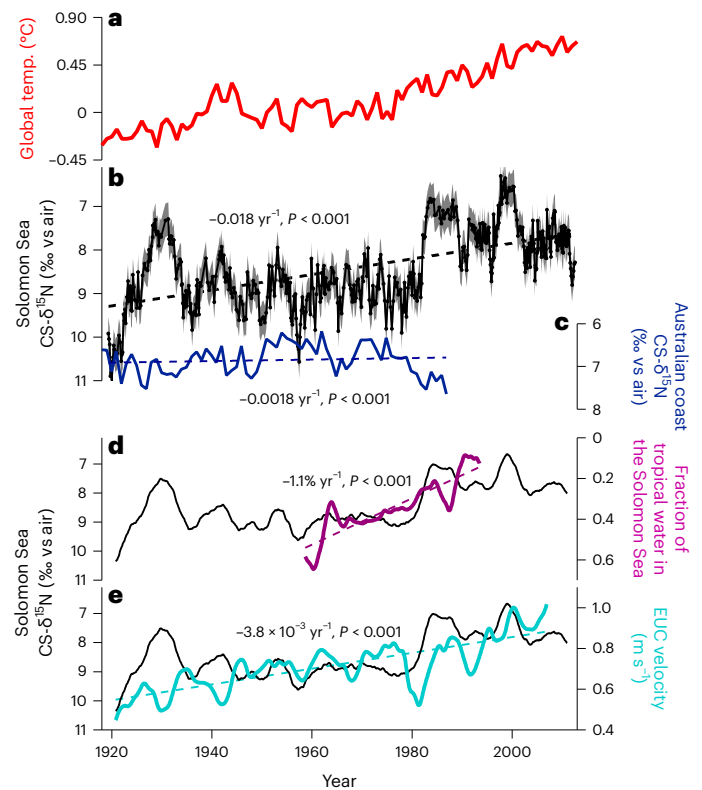 a
Global temp. (°C)
0.90
0.45
0
−0.45
b
Solomon Sea
CS-δ¹⁵N (‰ vs air)
7
8
9
10
11
−0.018 yr⁻¹, P < 0.001
c
Australian coast
CS-δ¹⁵N
(‰ vs air)
6
7
8
−0.0018 yr⁻¹, P < 0.001
d
Solomon Sea
CS-δ¹⁵N (‰ vs air)
7
8
9
10
11
−1.1% yr⁻¹, P < 0.001
0
0.2
0.4
0.6
Fraction of
tropical water in
the Solomon Sea
e
7
8
9
10
11
−3.8 × 10⁻³ yr⁻¹, P < 0.001
1.0
0.8
0.6
0.4
EUC velocity
(m s⁻¹)
1920
1940
1960
1980
2000
Year